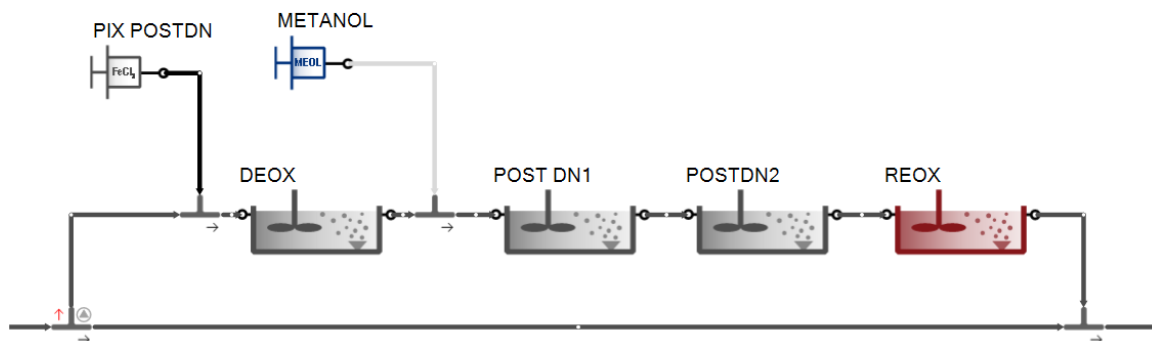 PIX POSTDN
METANOL
FeCl3
MEOL
DEOX
POST DN1
POSTDN2
REOX